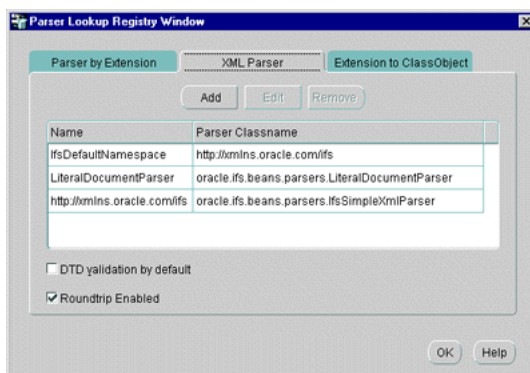 Parser Lookup Registry Window
Parser by Extension XML Parser Extension to ClassObject
Add Edit Remove
Name Parser Classname
IfsDefaultNamespace http://xmlns.oracle.com/ifs
LiteralDocumentParser oracle.ifs.beans.parsers.LiteralDocumentParser
http://xmlns.oracle.com/ifs oracle.ifs.beans.parsers.IfsSimpleXmlParser
DTD validation by default
Roundtrip Enabled
OK Help